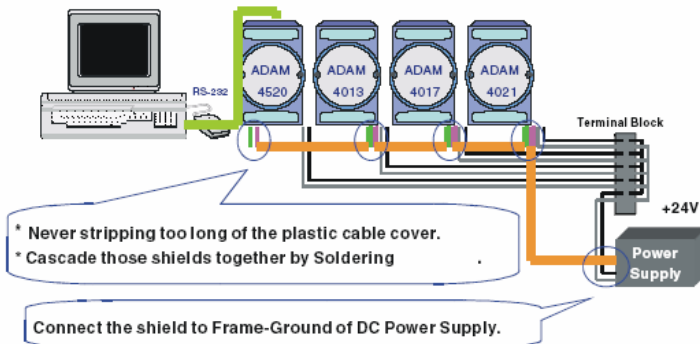 ADAM
4520
ADAM
4013
ADAM
4017
ADAM
4021
RS-232
Terminal Block
+24V
Power
Supply
* Never stripping too long of the plastic cable cover.
* Cascade those shields together by Soldering .
Connect the shield to Frame-Ground of DC Power Supply.